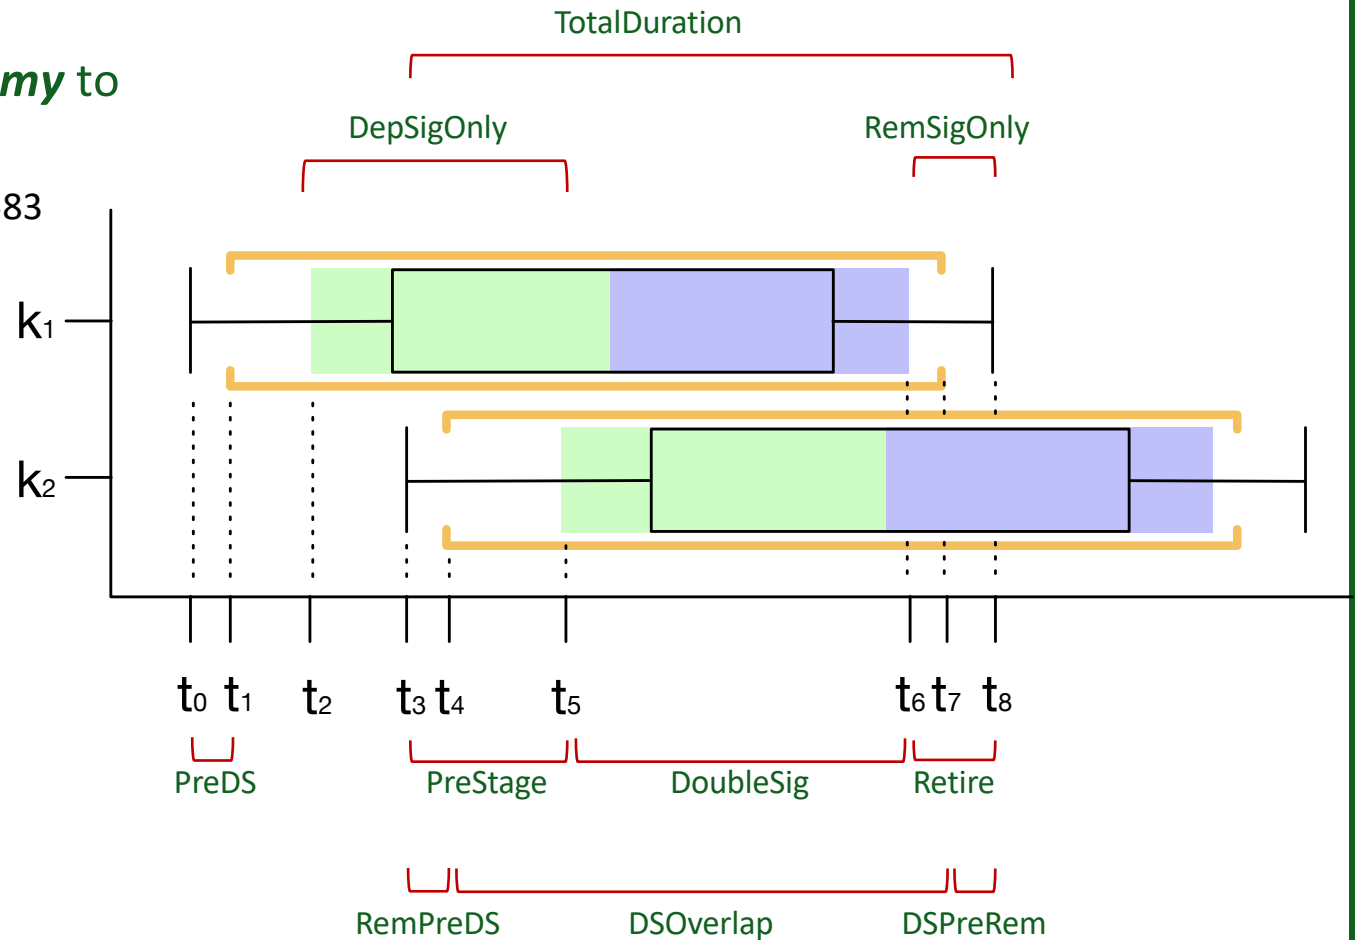 TotalDuration
my to
DepSigOnly RemSigOnly
83
k1
k2
t0 t1 t2 t3 t4 t5 t6 t7 t8
PreDS PreStage DoubleSig Retire
RemPreDS DSOverlap DSPreRem